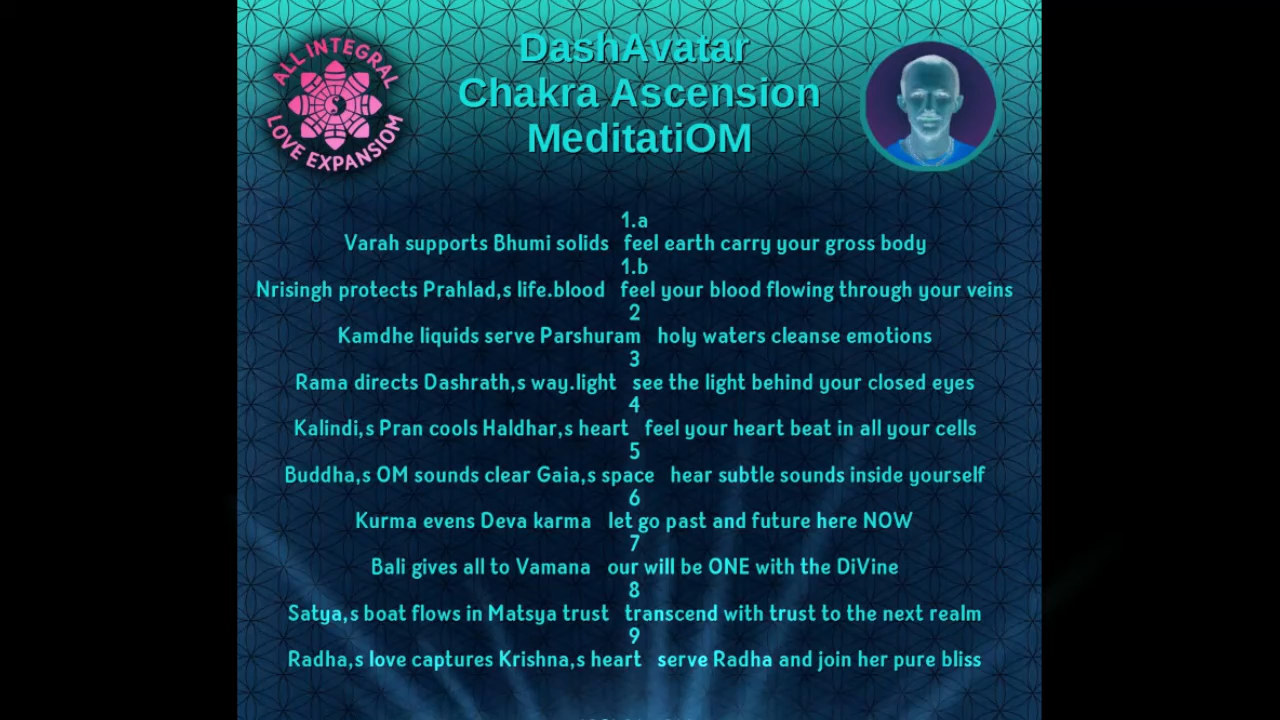 ALL INTEGRAL
LOVE EXPANSIOM
DashAvatar
Chakra Ascension
MeditatiOM
1.a
Varah supports Bhumi solids feel earth carry your gross body
1.b
Nrisingh protects Prahlad,s life.blood feel your blood flowing through your veins
2
Kamdhe liquids serve Parshuram holy waters cleanse emotions
3
Rama directs Dashrath,s way.light see the light behind your closed eyes
4
Kalindi,s Pran cools Haldhar,s heart feel your heart beat in all your cells
5
Buddha,s OM sounds clear Gaia,s space hear subtle sounds inside yourself
6
Kurma evens Deva karma let go past and future here NOW
7
Bali gives all to Vamana our will be ONE with the DiVine
8
Satya,s boat flows in Matsya trust transcend with trust to the next realm
9
Radha,s love captures Krishna,s heart serve Radha and join her pure bliss